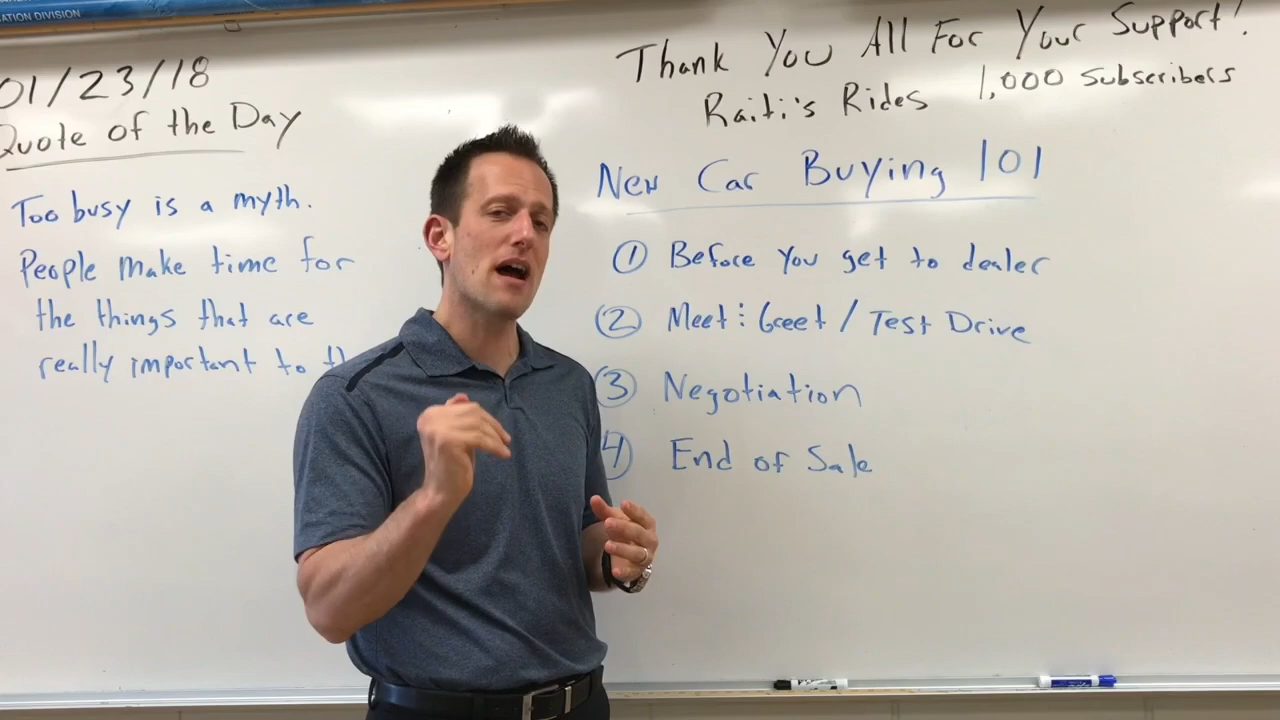 ATION DIVISION
01/23/18
Quote of the Day
Too busy is a myth.
People make time for
the things that are
really important to th
Thank You All For Your Support!
Raiti's Rides 1,000 Subscribers
New Car Buying 101
① Before you get to dealer
② Meet : Greet / Test Drive
③ Negotiation
④ End of Sale